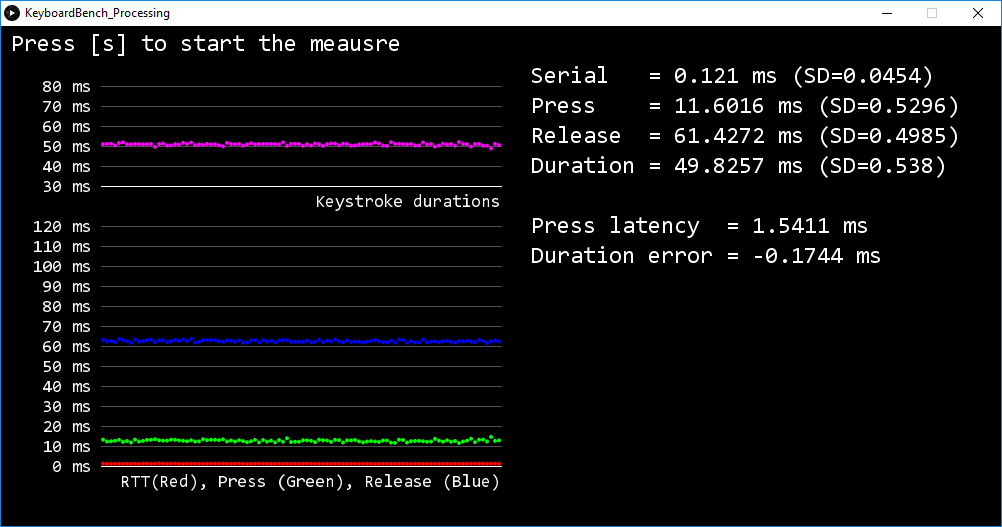 KeyboardBench_Processing
Press [s] to start the meausre
80 ms
70 ms
60 ms
50 ms
40 ms
30 ms
Keystroke durations
120 ms
110 ms
100 ms
90 ms
80 ms
70 ms
60 ms
50 ms
40 ms
30 ms
20 ms
10 ms
0 ms
RTT(Red), Press (Green), Release (Blue)
Serial = 0.121 ms (SD=0.0454)
Press = 11.6016 ms (SD=0.5296)
Release = 61.4272 ms (SD=0.4985)
Duration = 49.8257 ms (SD=0.538)
Press latency = 1.5411 ms
Duration error = -0.1744 ms